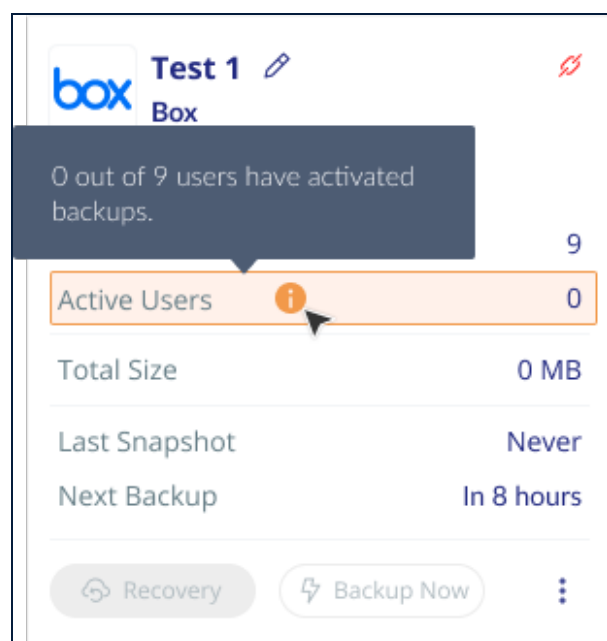 box
Test 1
Box
0 out of 9 users have activated
backups.
9
Active Users 0
Total Size 0 MB
Last Snapshot Never
Next Backup In 8 hours
Recovery Backup Now